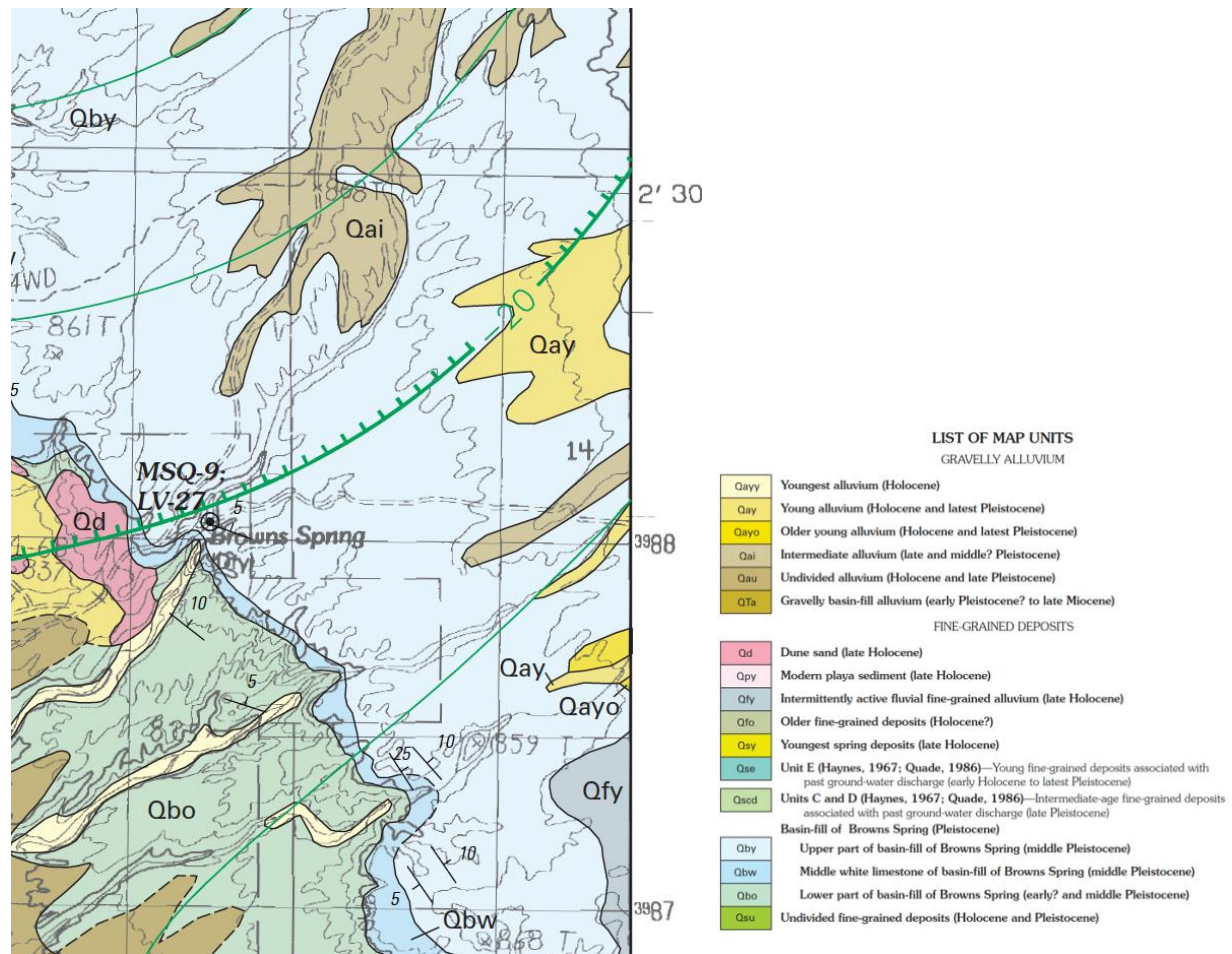 Qby
2' 30
868T
Qai
4WD
861T
20
Qay
5
14
MSQ-9;
LV-27
5
Qd
Browns Spring
(Dry)
3988
837
10
Qay
5
Qayo
859 T
10
25
Qfy
Qbo
10
5
Qbw
3987
868 T
LIST OF MAP UNITS
GRAVELLY ALLUVIUM
Qayy Youngest alluvium (Holocene)
Qay Young alluvium (Holocene and latest Pleistocene)
Qayo Older young alluvium (Holocene and latest Pleistocene)
Qai Intermediate alluvium (late and middle? Pleistocene)
Qau Undivided alluvium (Holocene and late Pleistocene)
QTa Gravelly basin-fill alluvium (early Pleistocene? to late Miocene)
FINE-GRAINED DEPOSITS
Qd Dune sand (late Holocene)
Qpy Modern playa sediment (late Holocene)
Qfy Intermittently active fluvial fine-grained alluvium (late Holocene)
Qfo Older fine-grained deposits (Holocene?)
Qsy Youngest spring deposits (late Holocene)
Qse Unit E (Haynes, 1967; Quade, 1986)—Young fine-grained deposits associated with
past ground-water discharge (early Holocene to latest Pleistocene)
Qscd Units C and D (Haynes, 1967; Quade, 1986)—Intermediate-age fine-grained deposits
associated with past ground-water discharge (late Pleistocene)
Basin-fill of Browns Spring (Pleistocene)
Qby Upper part of basin-fill of Browns Spring (middle Pleistocene)
Qbw Middle white limestone of basin-fill of Browns Spring (middle Pleistocene)
Qbo Lower part of basin-fill of Browns Spring (early? and middle Pleistocene)
Qsu Undivided fine-grained deposits (Holocene and Pleistocene)